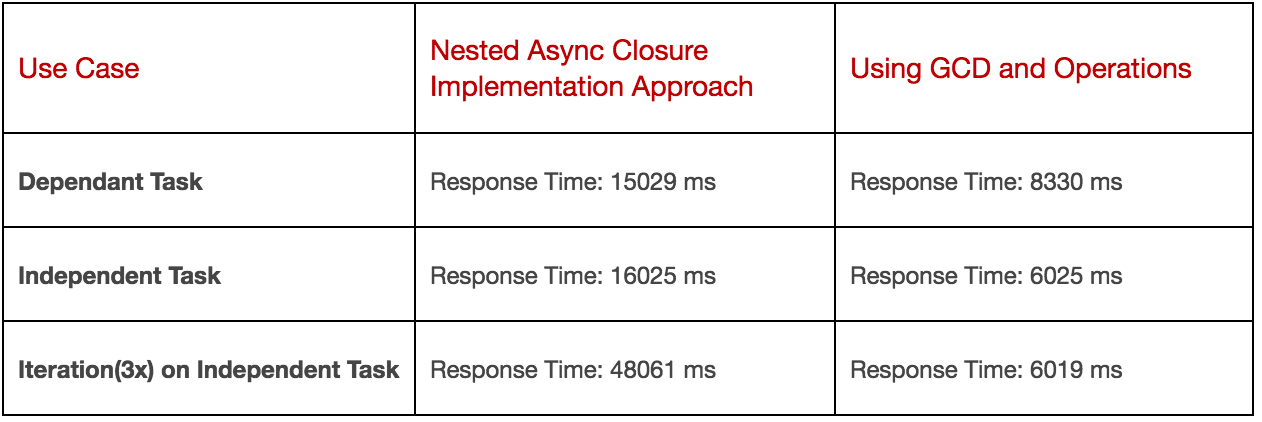 Use Case
Nested Async Closure
Implementation Approach
Using GCD and Operations
Dependant Task
Response Time: 15029 ms
Response Time: 8330 ms
Independent Task
Response Time: 16025 ms
Response Time: 6025 ms
Iteration(3x) on Independent Task
Response Time: 48061 ms
Response Time: 6019 ms